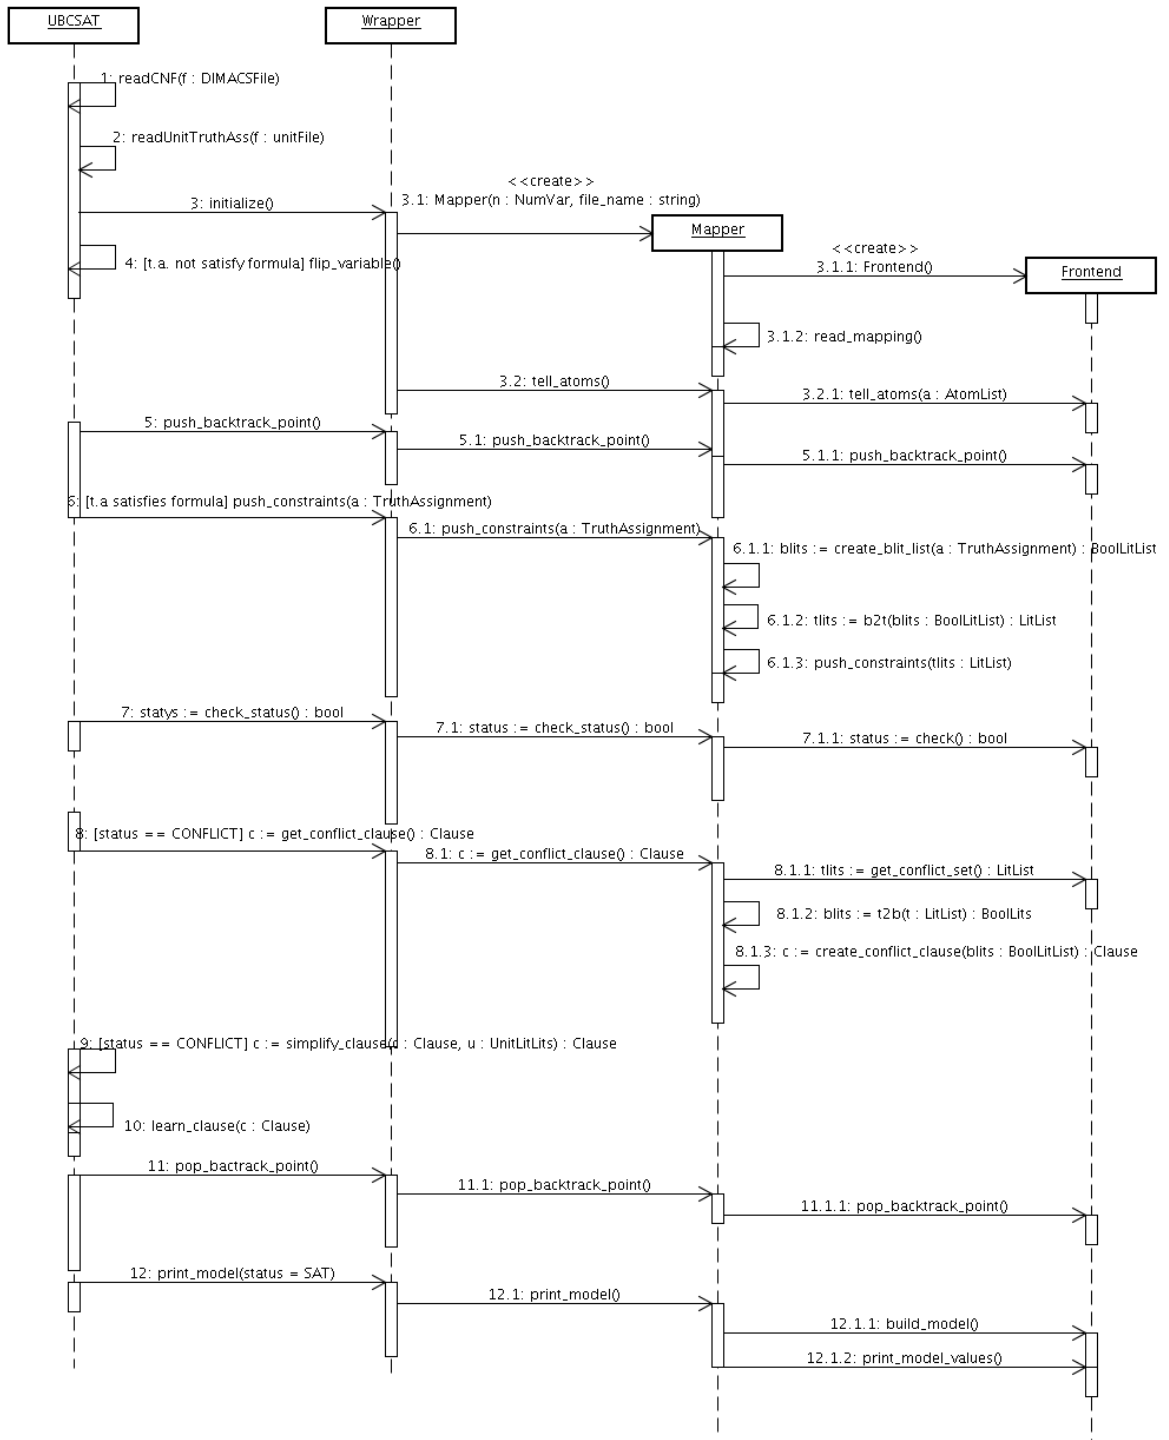 UBCSAT
Wrapper
1: readCNF(f : DIMACSFile)
2: readUnitTruthAss(f : unitFile)
<<create>>
3: initialize()
3.1: Mapper(n : NumVar, file_name : string)
Mapper
<<create>>
4: [t.a. not satisfy formula] flip_variable()
3.1.1: Frontend()
Frontend
3.1.2: read_mapping()
3.2: tell_atoms()
3.2.1: tell_atoms(a : AtomList)
5: push_backtrack_point()
5.1: push_backtrack_point()
5.1.1: push_backtrack_point()
6: [t.a satisfies formula] push_constraints(a : TruthAssignment)
6.1: push_constraints(a : TruthAssignment)
6.1.1: blits := create_blit_list(a : TruthAssignment) : BoolLitList
6.1.2: tlits := b2t(blits : BoolLitList) : LitList
6.1.3: push_constraints(tlits : LitList)
7: statys := check_status() : bool
7.1: status := check_status() : bool
7.1.1: status := check() : bool
8: [status == CONFLICT] c := get_conflict_clause() : Clause
8.1: c := get_conflict_clause() : Clause
8.1.1: tlits := get_conflict_set() : LitList
8.1.2: blits := t2b(t : LitList) : BoolLits
8.1.3: c := create_conflict_clause(blits : BoolLitList) : Clause
9: [status == CONFLICT] c := simplify_clause(c : Clause, u : UnitLitLits) : Clause
10: learn_clause(c : Clause)
11: pop_bactrack_point()
11.1: pop_backtrack_point()
11.1.1: pop_backtrack_point()
12: print_model(status = SAT)
12.1: print_model()
12.1.1: build_model()
12.1.2: print_model_values()